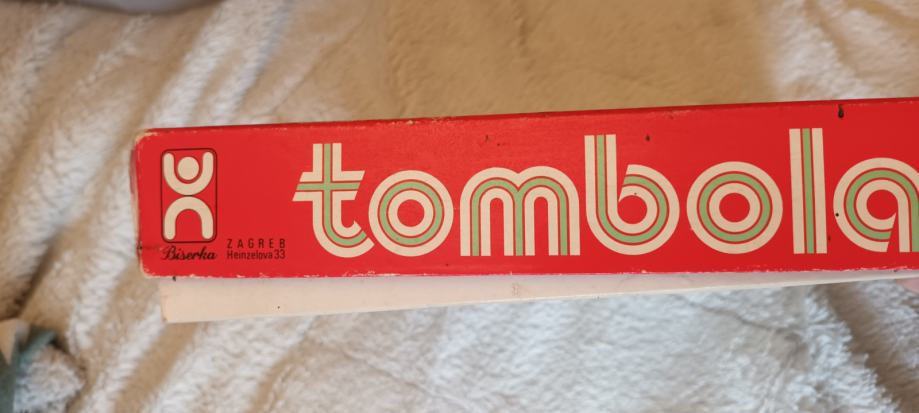 tombola
Biserka
ZAGREB
Heinzelova 33